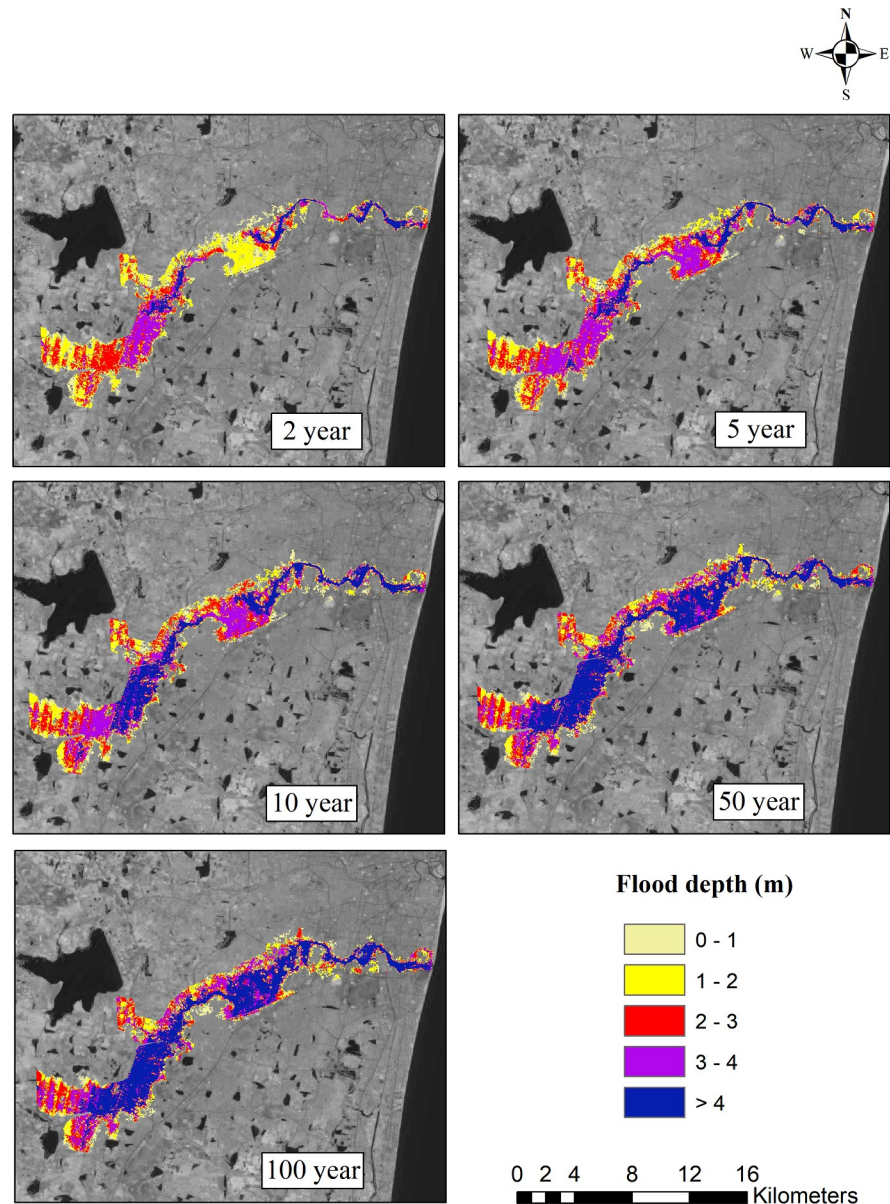 N
W E
S
2 year
5 year
10 year
50 year
100 year
Flood depth (m)
0 - 1
1 - 2
2 - 3
3 - 4
> 4
0 2 4 8 12 16
Kilometers